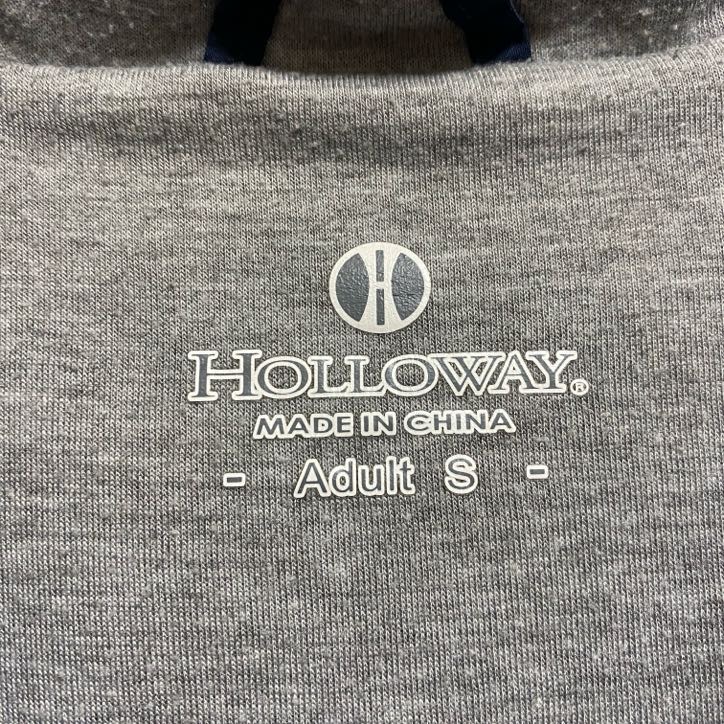 H
HOLLOWAY®
MADE IN CHINA
- Adult S -